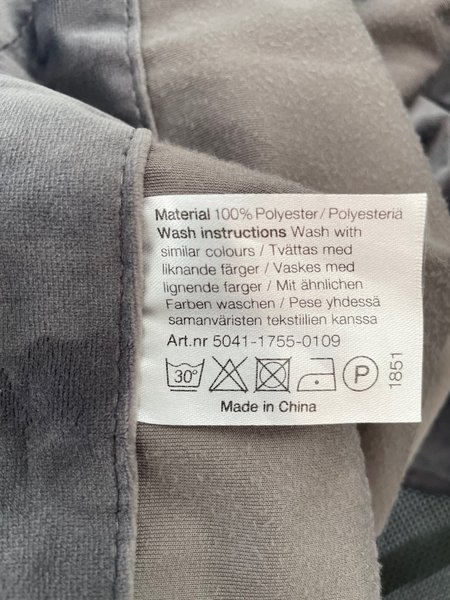 Material 100% Polyester / Polyesteriä
Wash instructions Wash with
similar colours / Tvättas med
liknande färger / Vaskes med
lignende farger / Mit ähnlichen
Farben waschen / Pese yhdessä
samanväristen tekstiilien kanssa
Art.nr 5041-1755-0109
30° P
1851
Made in China